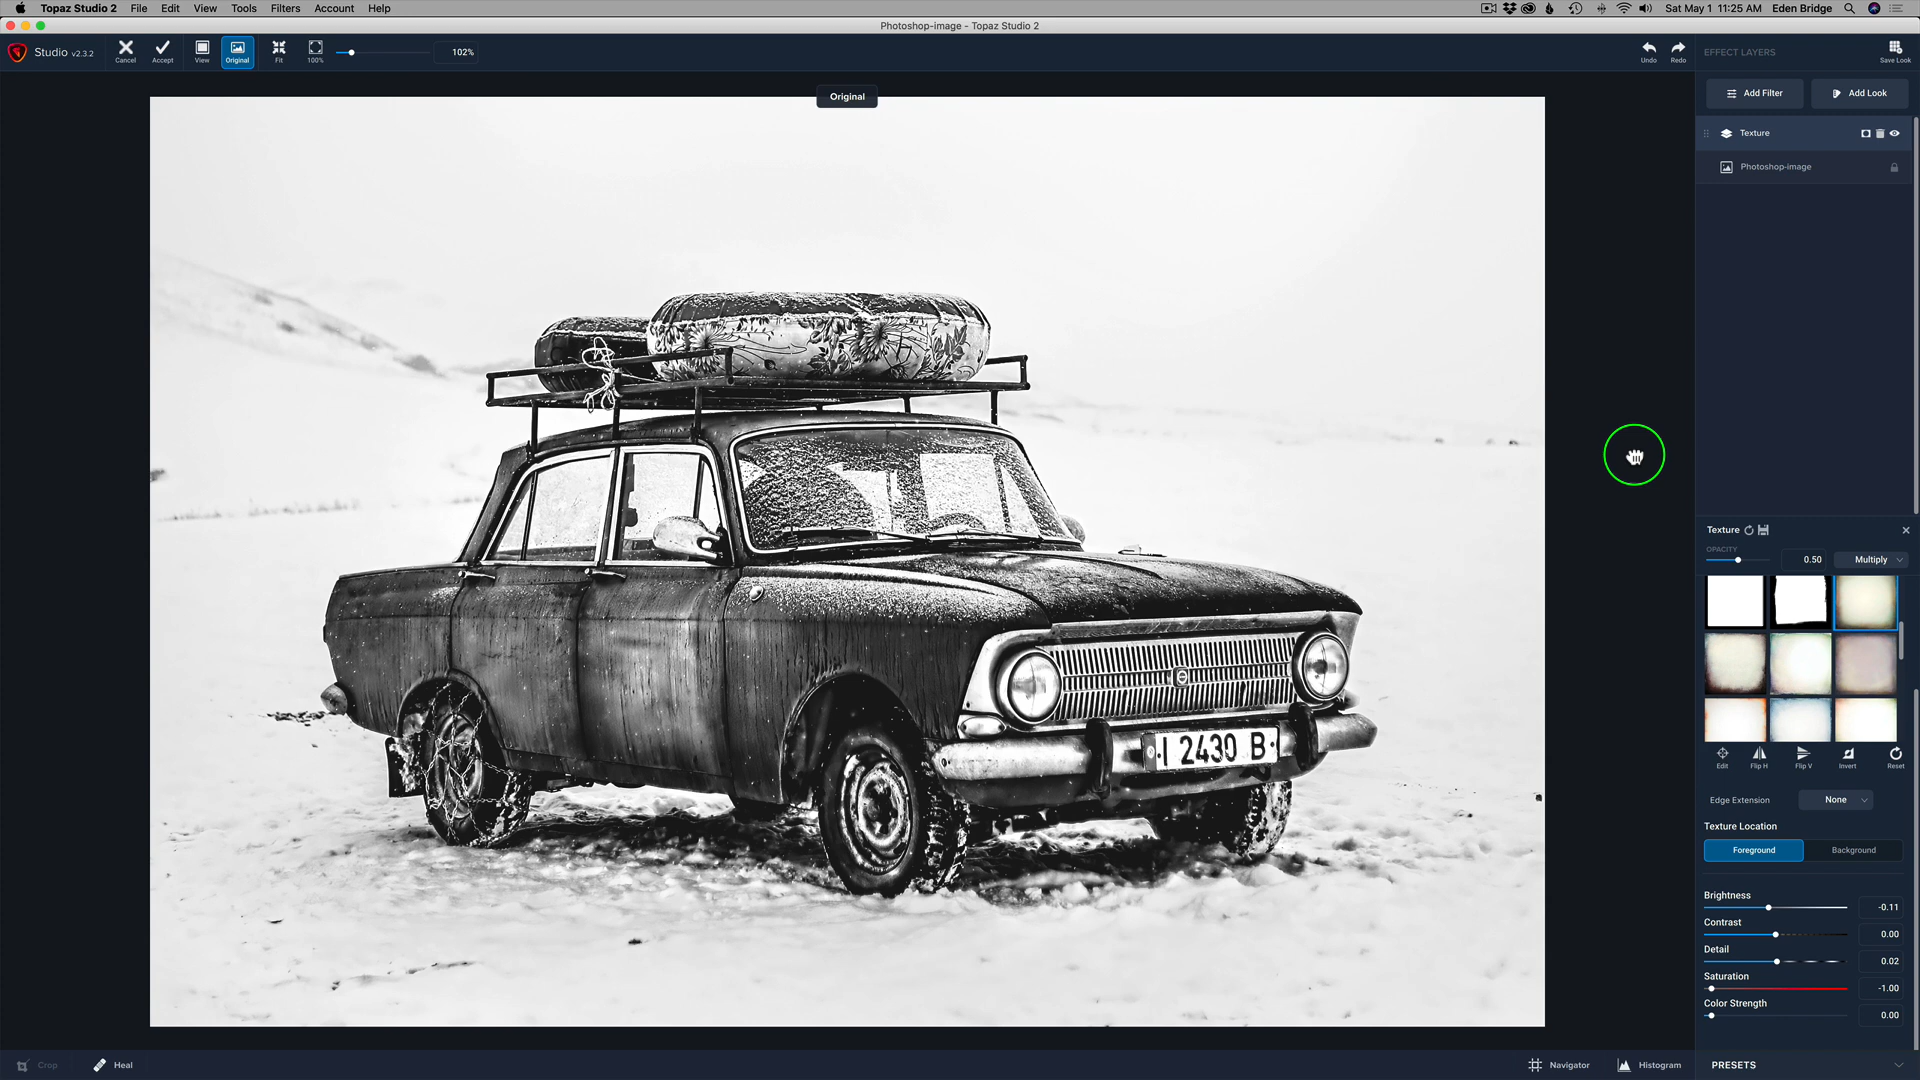 Topaz Studio 2 File Edit View Tools Filters Account Help Sat May 1 11:25 AM Eden Bridge
Photoshop-image - Topaz Studio 2
Studio v2.3.2 Cancel Accept View Original Fit 100% 102% Undo Redo EFFECT LAYERS Save Look
Original
Add Filter Add Look
Texture
Photoshop-image
Texture
OPACITY 0.50 Multiply
Edit Flip H Flip V Invert Reset
Edge Extension None
Texture Location
Foreground Background
Brightness -0.11
Contrast 0.00
Detail 0.02
Saturation -1.00
Color Strength 0.00
I 2430 B
Crop Heal Navigator Histogram PRESETS